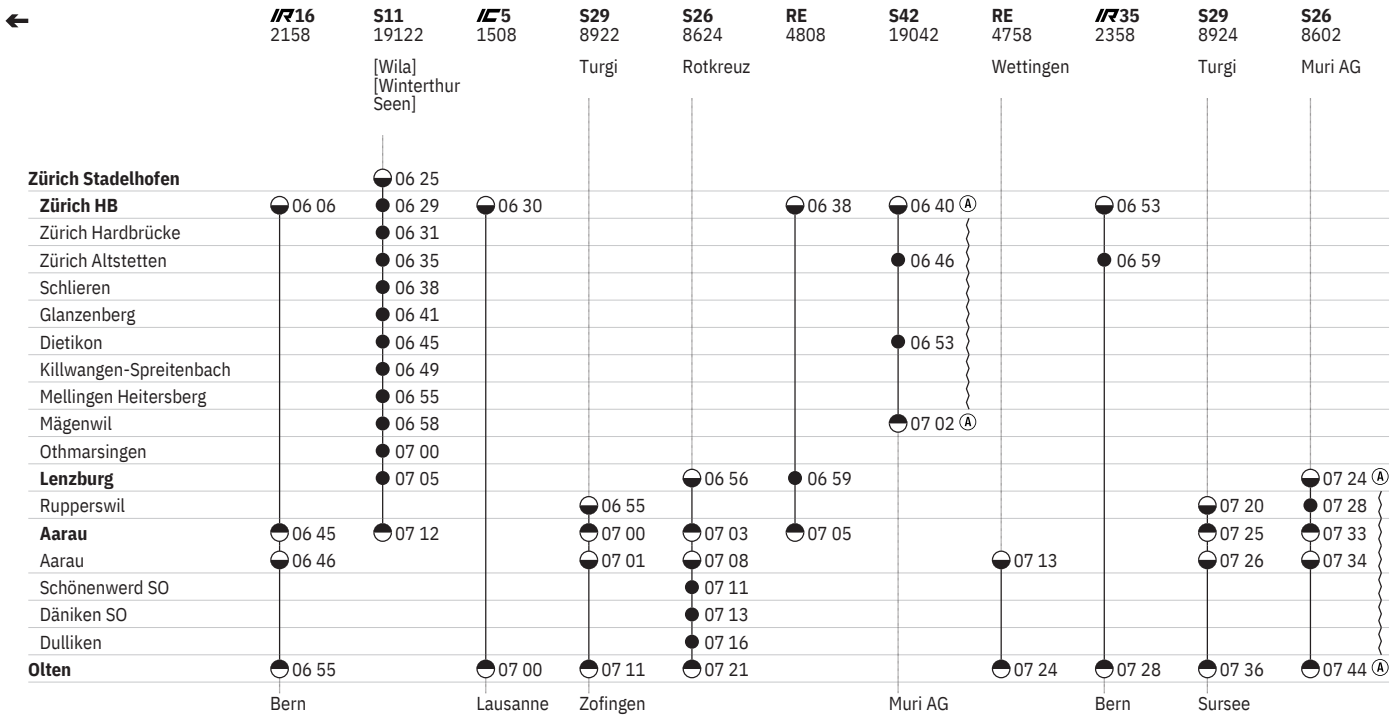 IR16 S11 IC5 S29 S26 RE S42 RE IR35 S29 S26
2158 19122 1508 8922 8624 4808 19042 4758 2358 8924 8602
[Wila] Turgi Rotkreuz Wettingen Turgi Muri AG
[Winterthur
Seen]
Zürich Stadelhofen 06 25
Zürich HB 06 06 06 29 06 30 06 38 06 40 A 06 53
Zürich Hardbrücke 06 31
Zürich Altstetten 06 35 06 46 06 59
Schlieren 06 38
Glanzenberg 06 41
Dietikon 06 45 06 53
Killwangen-Spreitenbach 06 49
Mellingen Heitersberg 06 55
Mägenwil 06 58 07 02 A
Othmarsingen 07 00
Lenzburg 07 05 06 56 06 59 07 24 A
Rupperswil 06 55 07 20 07 28
Aarau 06 45 07 12 07 00 07 03 07 05 07 25 07 33
Aarau 06 46 07 01 07 08 07 13 07 26 07 34
Schönenwerd SO 07 11
Däniken SO 07 13
Dulliken 07 16
Olten 06 55 07 00 07 11 07 21 07 24 07 28 07 36 07 44 A
Bern Lausanne Zofingen Muri AG Bern Sursee